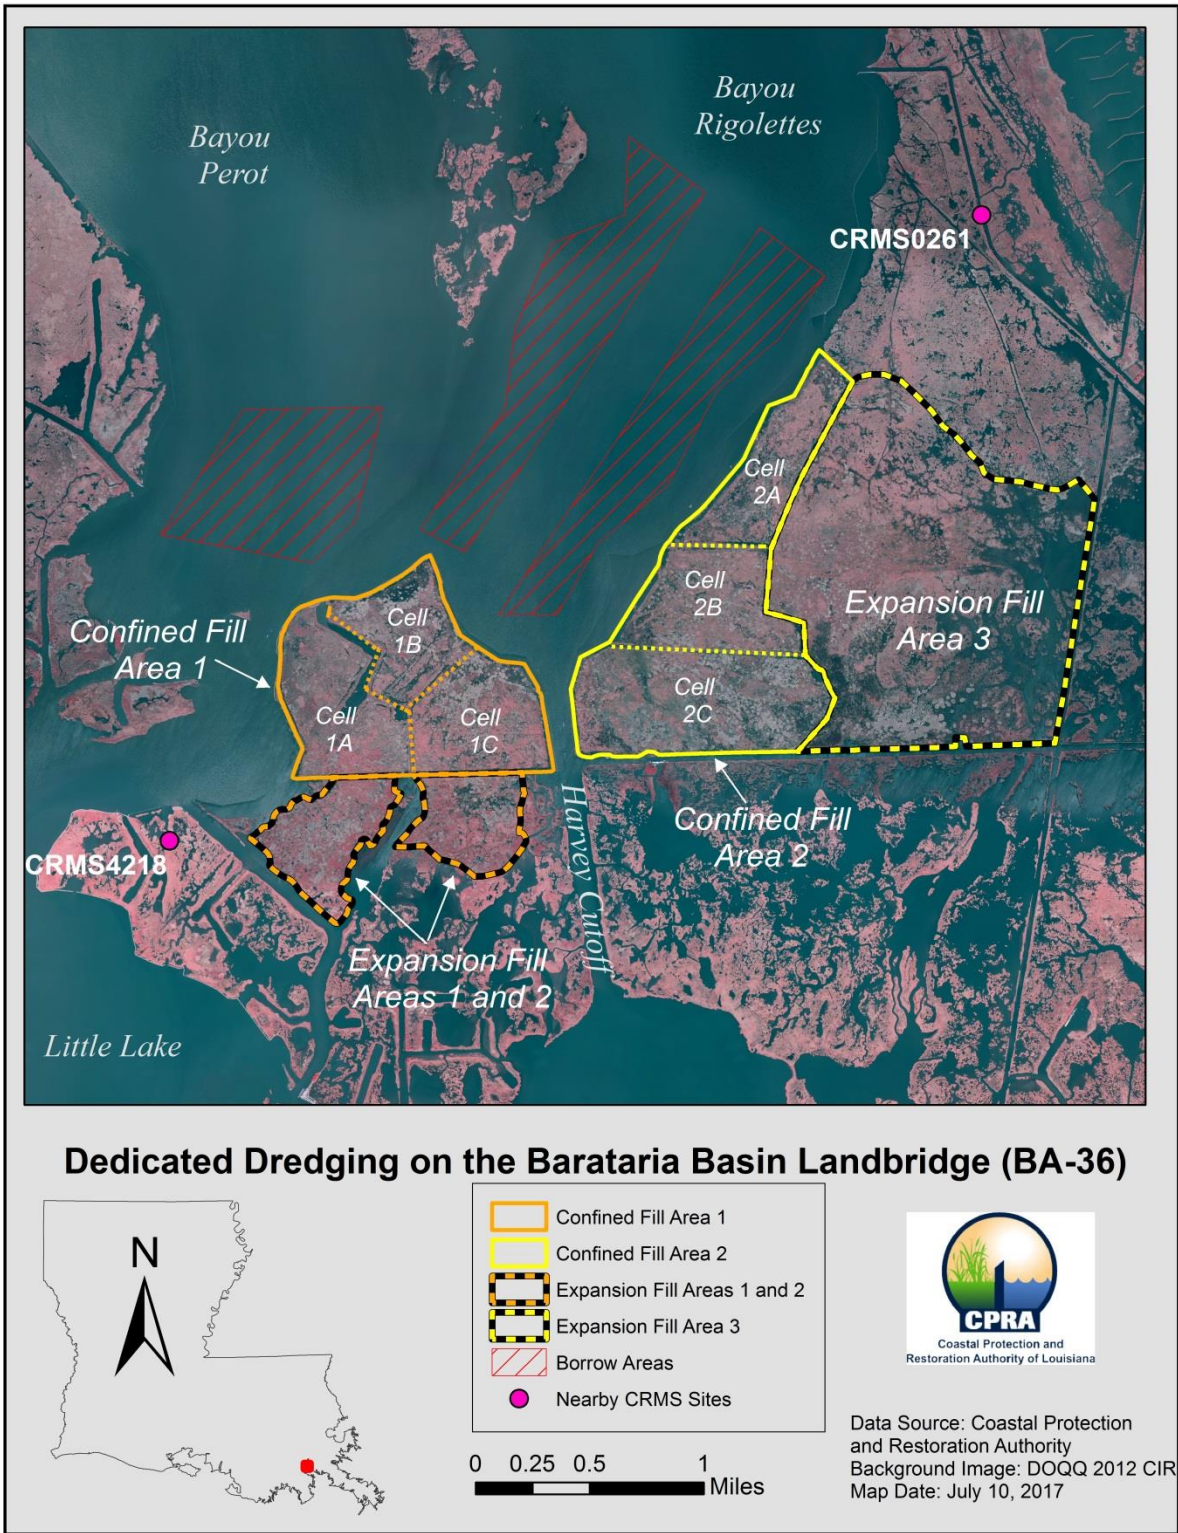 Bayou
Perot
Bayou
Rigolettes
CRMS0261
Cell
2A
Cell
2B
Expansion Fill
Area 3
Confined Fill
Area 1
Cell
1B
Cell
1A
Cell
1C
Cell
2C
Harvey Cutoff
Confined Fill
Area 2
CRMS4218
Expansion Fill
Areas 1 and 2
Little Lake
Dedicated Dredging on the Barataria Basin Landbridge (BA-36)
N
Confined Fill Area 1
Confined Fill Area 2
Expansion Fill Areas 1 and 2
Expansion Fill Area 3
Borrow Areas
Nearby CRMS Sites
0 0.25 0.5 1
Miles
CPRA
Coastal Protection and
Restoration Authority of Louisiana
Data Source: Coastal Protection
and Restoration Authority
Background Image: DOQQ 2012 CIR
Map Date: July 10, 2017